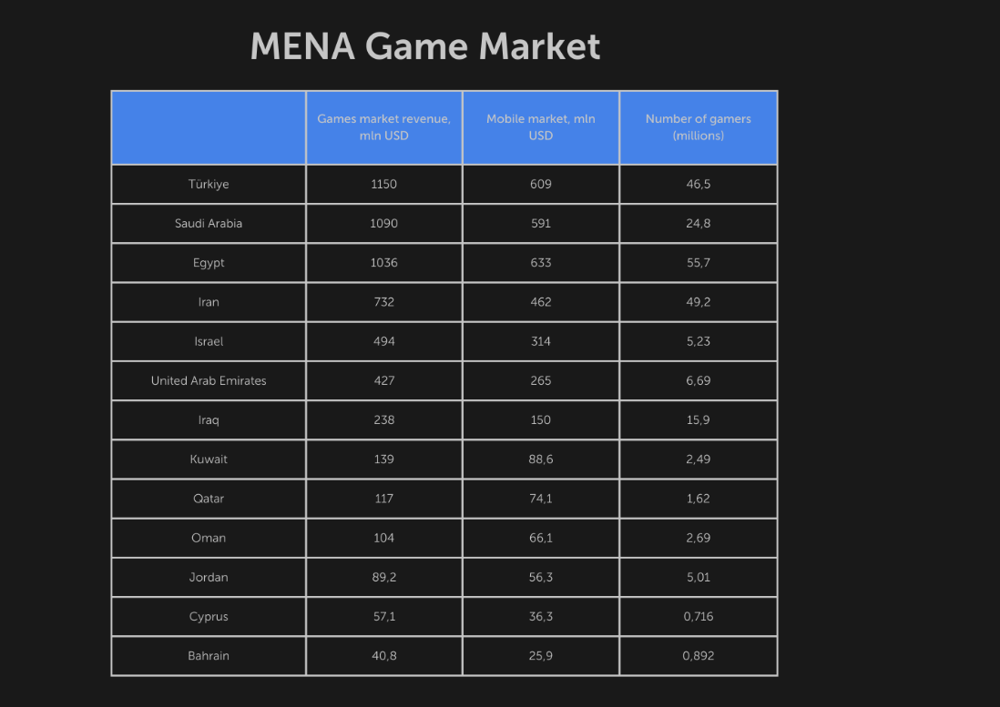 MENA Game Market
Games market revenue, mln USD Mobile market, mln USD Number of gamers (millions)
Türkiye 1150 609 46,5
Saudi Arabia 1090 591 24,8
Egypt 1036 633 55,7
Iran 732 462 49,2
Israel 494 314 5,23
United Arab Emirates 427 265 6,69
Iraq 238 150 15,9
Kuwait 139 88,6 2,49
Qatar 117 74,1 1,62
Oman 104 66,1 2,69
Jordan 89,2 56,3 5,01
Cyprus 57,1 36,3 0,716
Bahrain 40,8 25,9 0,892